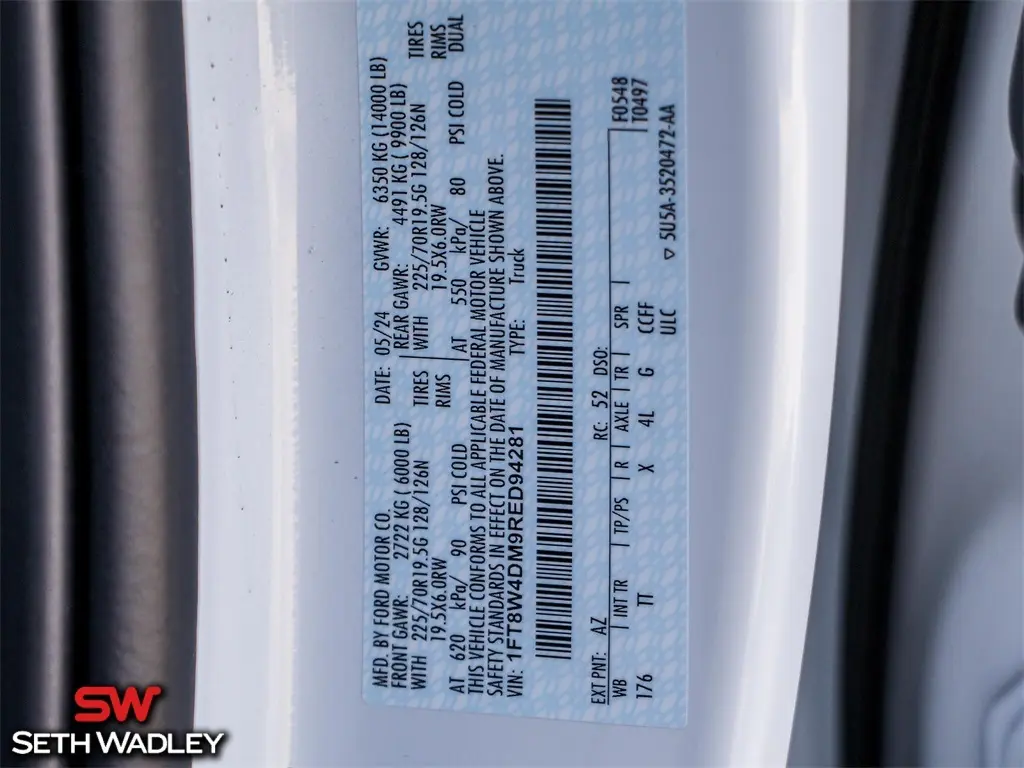 MFD. BY FORD MOTOR CO.
DATE: 05/24 GVWR: 6350 KG (14000 LB)
FRONT GAWR: 2722 KG ( 6000 LB)
REAR GAWR: 4491 KG ( 9900 LB)
WITH 225/70R19.5G 128/126N TIRES
WITH 225/70R19.5G 128/126N TIRES
19.5X6.0RW RIMS
19.5X6.0RW RIMS
AT 620 kPa/ 90 PSI COLD
AT 550 kPa/ 80 PSI COLD DUAL
THIS VEHICLE CONFORMS TO ALL APPLICABLE FEDERAL MOTOR VEHICLE
SAFETY STANDARDS IN EFFECT ON THE DATE OF MANUFACTURE SHOWN ABOVE.
VIN: 1FT8W4DM9RED94281 TYPE: Truck
EXT PNT: AZ RC: 52 DSO: F0548
WB INT TR TP/PS R AXLE TR SPR T0497
176 TT X 4L G CCFF
ULC
▽ 5U5A-3520472-AA
SW
SETH WADLEY